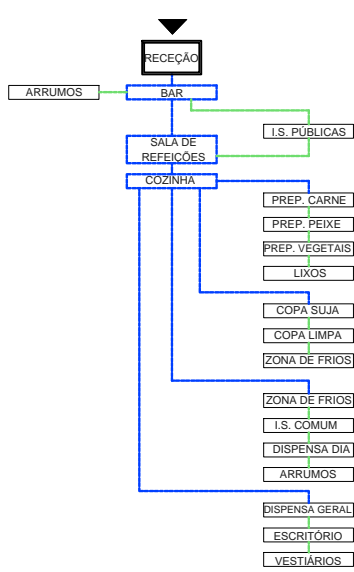 RECEÇÃO
ARRUMOS
BAR
I.S. PÚBLICAS
SALA DE
REFEIÇÕES
COZINHA
PREP. CARNE
PREP. PEIXE
PREP. VEGETAIS
LIXOS
COPA SUJA
COPA LIMPA
ZONA DE FRIOS
ZONA DE FRIOS
I.S. COMUM
DISPENSA DIA
ARRUMOS
DISPENSA GERAL
ESCRITÓRIO
VESTIÁRIOS